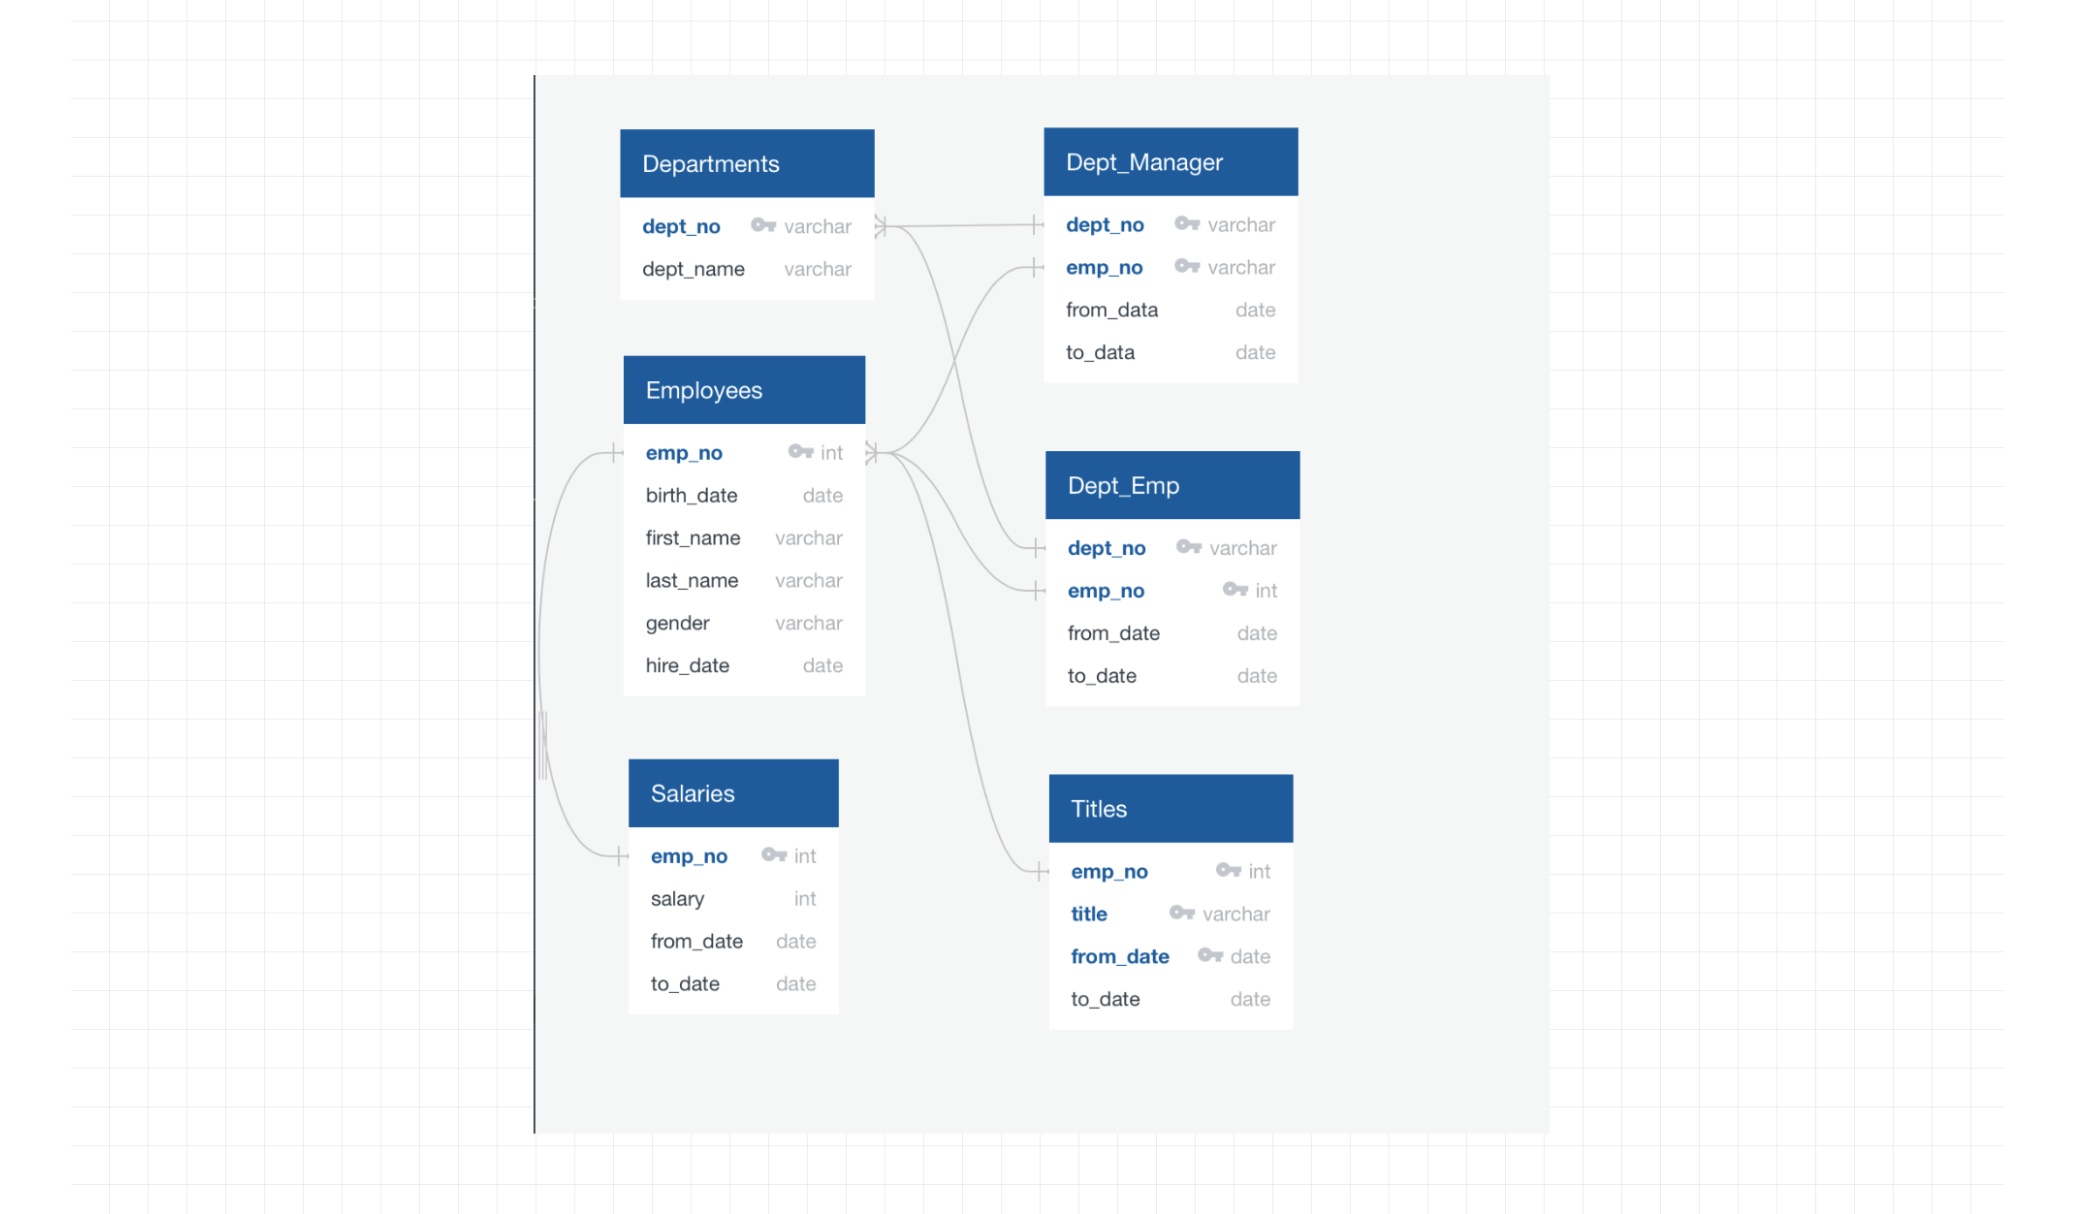 Departments
dept_no varchar
dept_name varchar
Employees
emp_no int
birth_date date
first_name varchar
last_name varchar
gender varchar
hire_date date
Salaries
emp_no int
salary int
from_date date
to_date date
Dept_Manager
dept_no varchar
emp_no varchar
from_data date
to_data date
Dept_Emp
dept_no varchar
emp_no int
from_date date
to_date date
Titles
emp_no int
title varchar
from_date date
to_date date